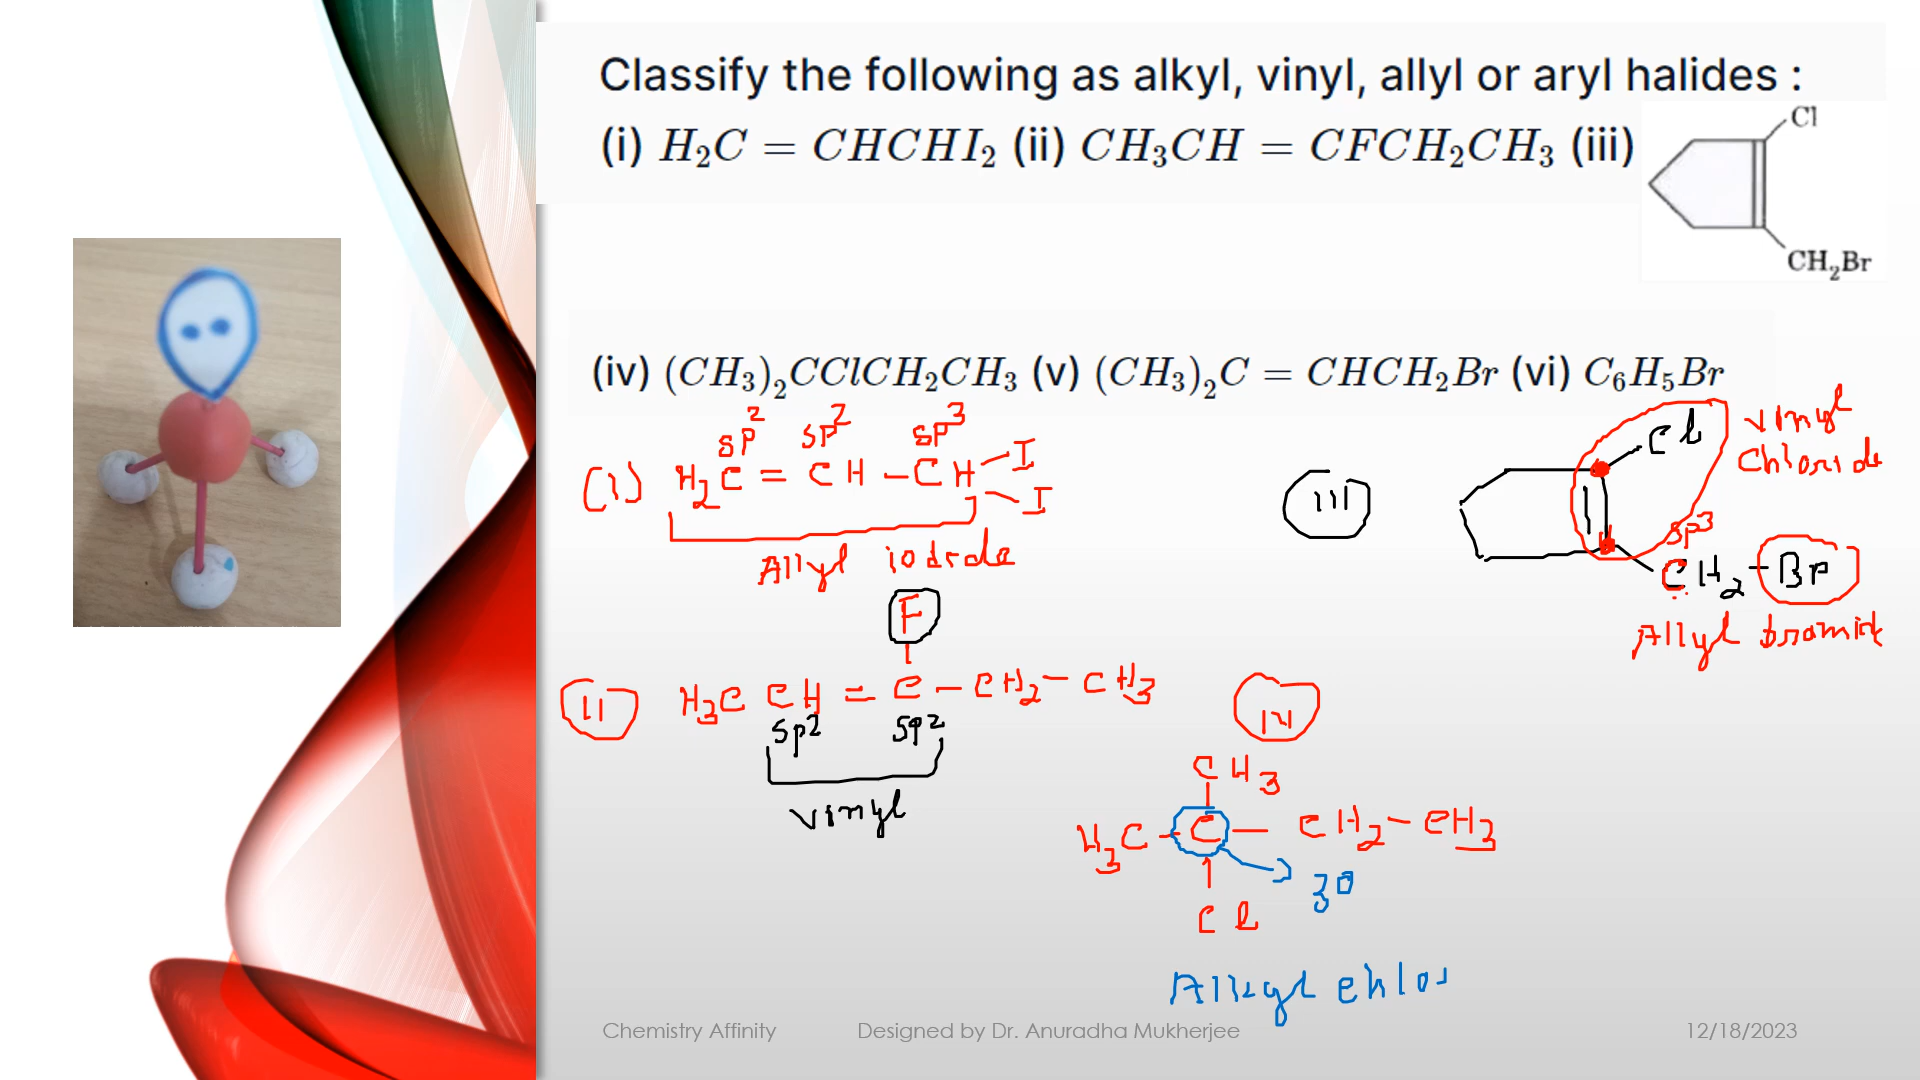 Classify the following as alkyl, vinyl, allyl or aryl halides :
(i) H₂C = CHCHI₂ (ii) CH₃CH = CFCH₂CH₃ (iii)
Cl
CH₂Br
(iv) (CH₃)₂CClCH₂CH₃ (v) (CH₃)₂C = CHCH₂Br (vi) C₆H₅Br
sp² sp² sp³
(i) H₂C = CH – CH I
I
Allyl iodide
III
Cl
vinyl
chloride
sp³
CH₂ – Br
Allyl bromide
F
II H₃C CH = C – CH₂ – CH₃
sp² sp²
vinyl
IV
CH₃
H₃C – C – CH₂ – CH₃
3°
Cl
chlo
Chemistry Affinity Designed by Dr. Anuradha Mukherjee 12/18/2023